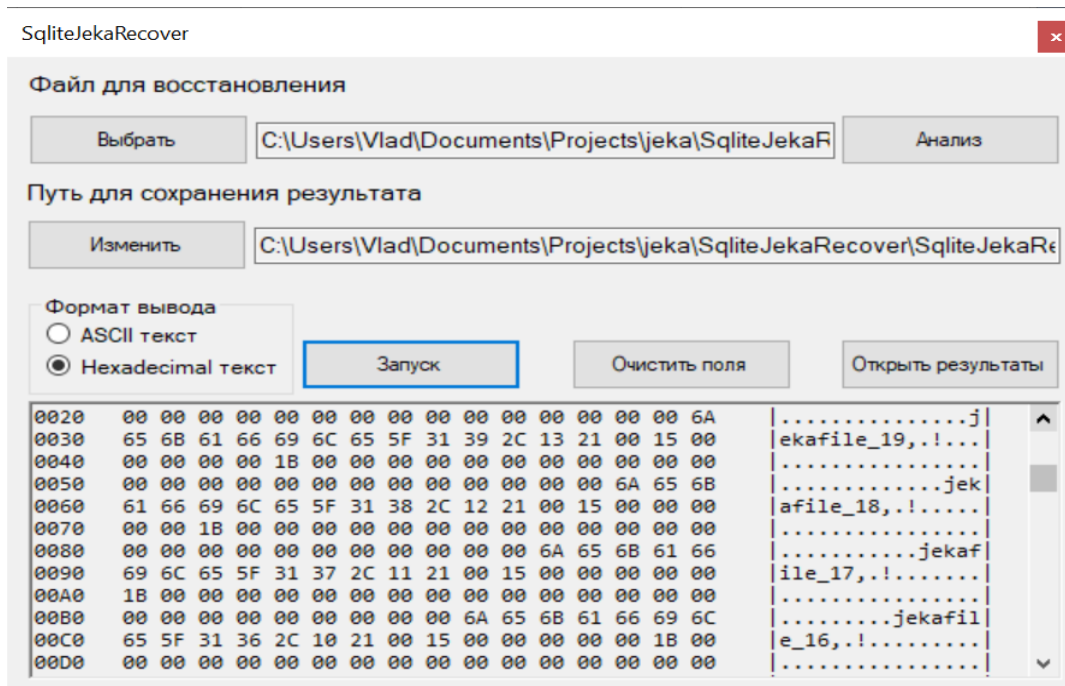 SqliteJekaRecover
×
Файл для восстановления
Выбрать C:\Users\Vlad\Documents\Projects\jeka\SqliteJekaR Анализ
Путь для сохранения результата
Изменить C:\Users\Vlad\Documents\Projects\jeka\SqliteJekaRecover\SqliteJekaRe
Формат вывода
ASCII текст
Hexadecimal текст Запуск Очистить поля Открыть результаты
0020 00 00 00 00 00 00 00 00 00 00 00 00 00 00 00 6A |...............j|
0030 65 6B 61 66 69 6C 65 5F 31 39 2C 13 21 00 15 00 |ekafile_19,.!...|
0040 00 00 00 00 1B 00 00 00 00 00 00 00 00 00 00 00 |................|
0050 00 00 00 00 00 00 00 00 00 00 00 00 00 6A 65 6B |.............jek|
0060 61 66 69 6C 65 5F 31 38 2C 12 21 00 15 00 00 00 |afile_18,.!.....|
0070 00 00 1B 00 00 00 00 00 00 00 00 00 00 00 00 00 |................|
0080 00 00 00 00 00 00 00 00 00 00 00 6A 65 6B 61 66 |...........jekaf|
0090 69 6C 65 5F 31 37 2C 11 21 00 15 00 00 00 00 00 |ile_17,.!.......|
00A0 1B 00 00 00 00 00 00 00 00 00 00 00 00 00 00 00 |................|
00B0 00 00 00 00 00 00 00 00 00 6A 65 6B 61 66 69 6C |.........jekafil|
00C0 65 5F 31 36 2C 10 21 00 15 00 00 00 00 00 1B 00 |e_16,.!.........|
00D0 00 00 00 00 00 00 00 00 00 00 00 00 00 00 00 00 |................|